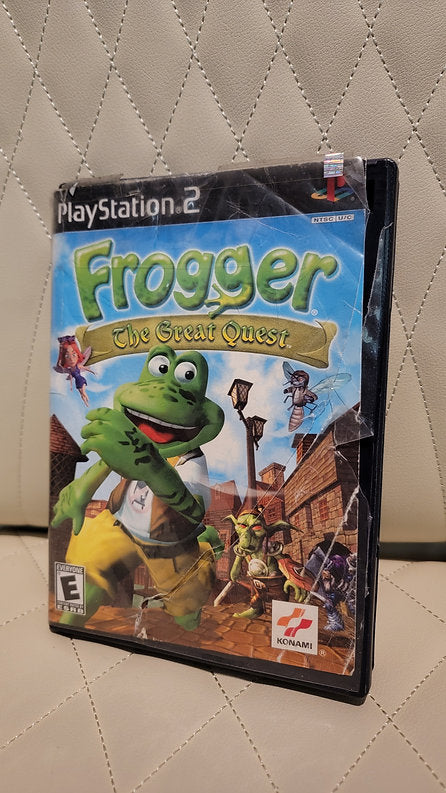 PlayStation®2
NTSC U/C
Frogger®
The Great Quest
EVERYONE
E
ESRB
KONAMI®